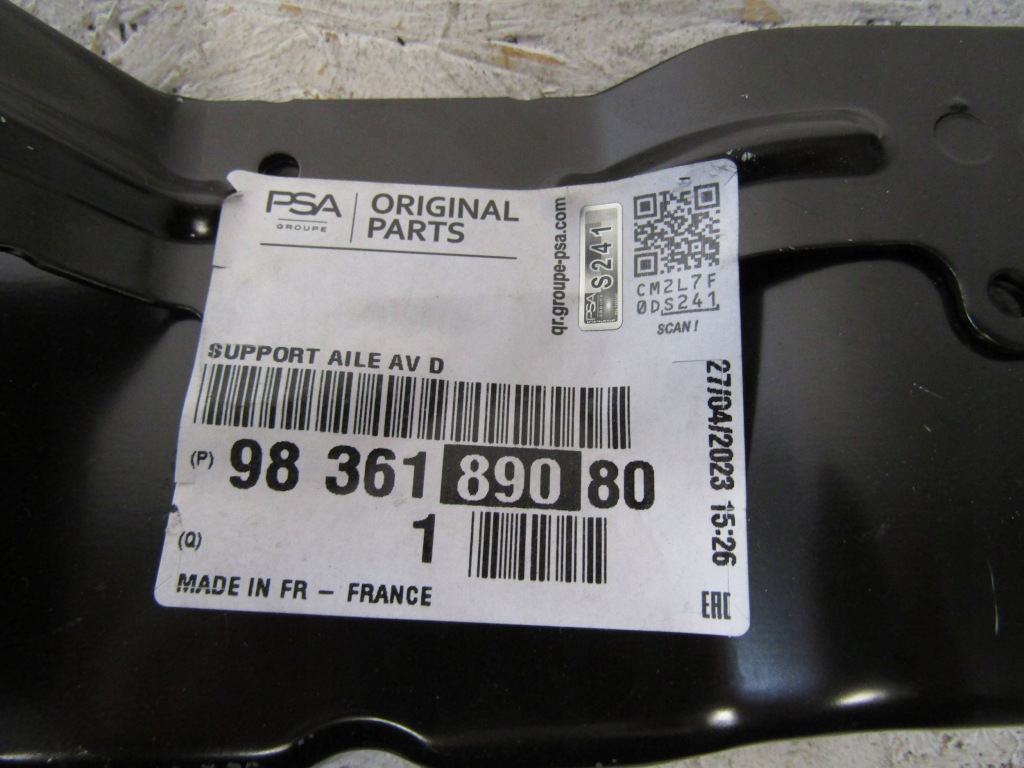 PSA
GROUPE
ORIGINAL
PARTS
qr.groupe-psa.com
PSA
S241
CM2L7F
0DS241
SCAN!
SUPPORT AILE AV D
(P) 98 361 890 80
(Q) 1
MADE IN FR – FRANCE
27/04/2023 15:26
EAC